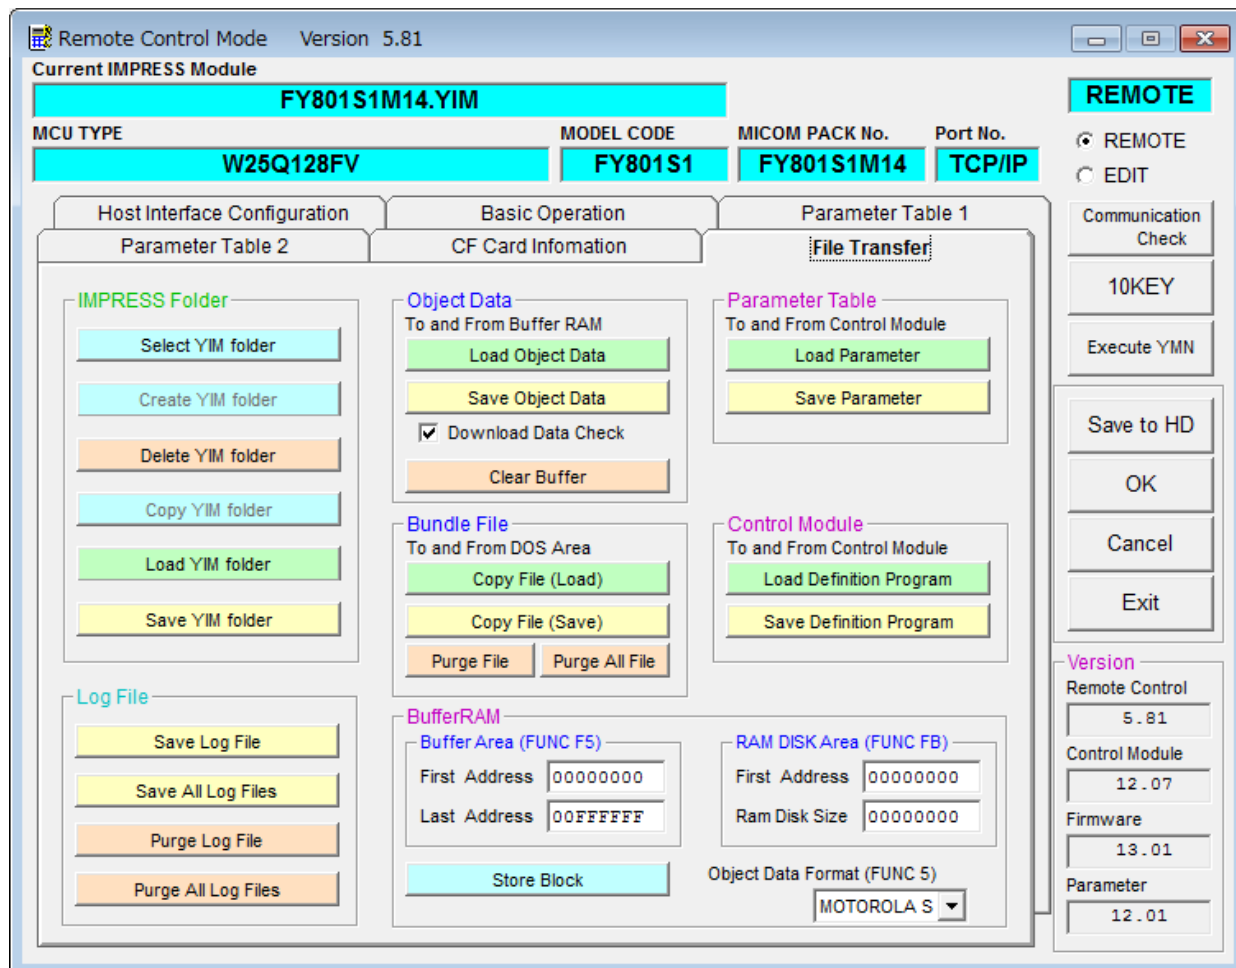 Remote Control Mode Version 5.81
Current IMPRESS Module
FY801S1M14.YIM
REMOTE
MCU TYPE
MODEL CODE
MICOM PACK No.
Port No.
W25Q128FV
FY801S1
FY801S1M14
TCP/IP
REMOTE
EDIT
Host Interface Configuration
Basic Operation
Parameter Table 1
Parameter Table 2
CF Card Infomation
File Transfer
IMPRESS Folder
Select YIM folder
Create YIM folder
Delete YIM folder
Copy YIM folder
Load YIM folder
Save YIM folder
Log File
Save Log File
Save All Log Files
Purge Log File
Purge All Log Files
Object Data
To and From Buffer RAM
Load Object Data
Save Object Data
Download Data Check
Clear Buffer
Bundle File
To and From DOS Area
Copy File (Load)
Copy File (Save)
Purge File
Purge All File
Parameter Table
To and From Control Module
Load Parameter
Save Parameter
Control Module
To and From Control Module
Load Definition Program
Save Definition Program
BufferRAM
Buffer Area (FUNC F5)
First Address 00000000
Last Address 00FFFFFF
RAM DISK Area (FUNC FB)
First Address 00000000
Ram Disk Size 00000000
Store Block
Object Data Format (FUNC 5)
MOTOROLA S
Communication
Check
10KEY
Execute YMN
Save to HD
OK
Cancel
Exit
Version
Remote Control
5.81
Control Module
12.07
Firmware
13.01
Parameter
12.01